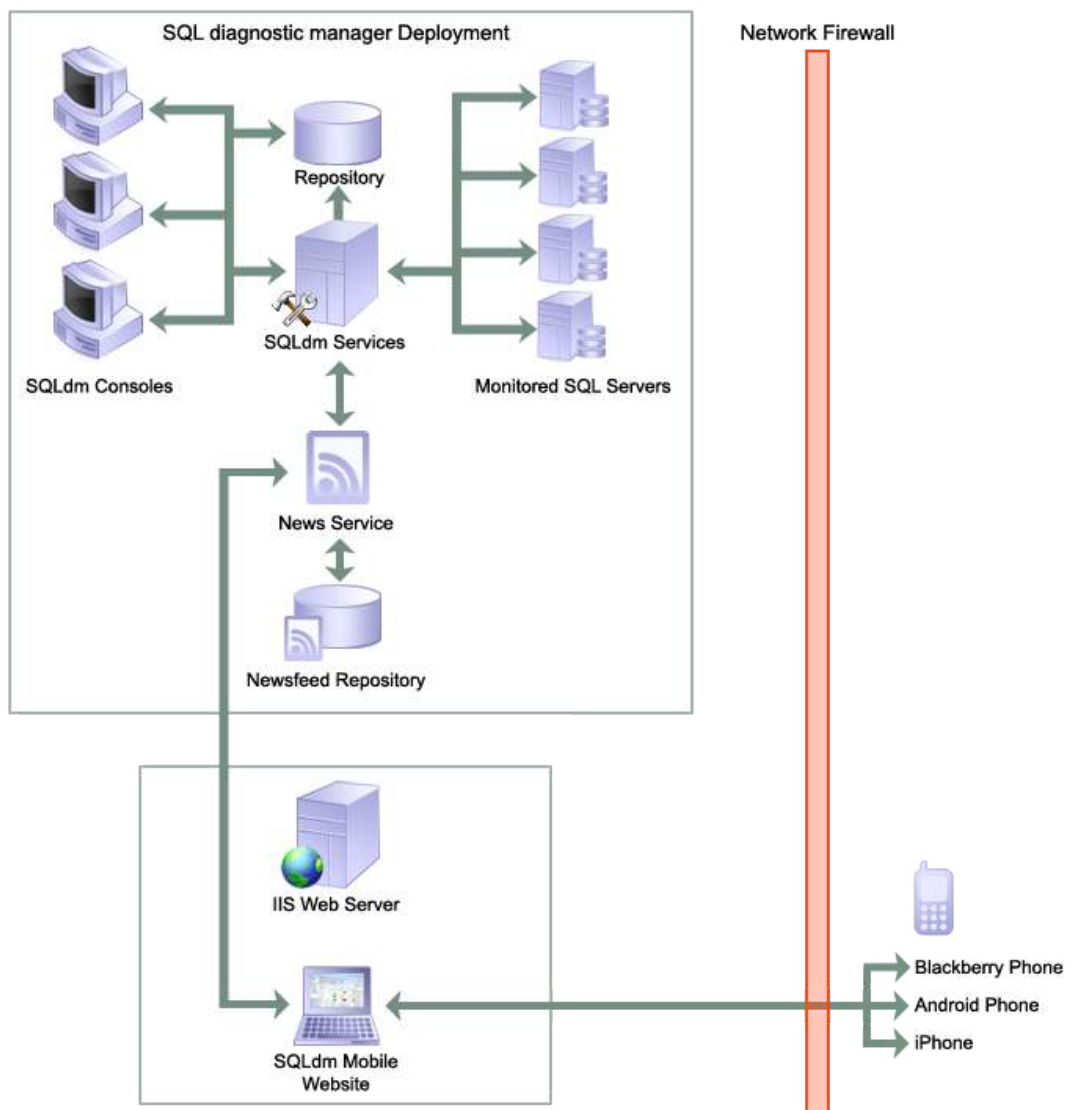 SQL diagnostic manager Deployment
Network Firewall
Repository
SQLdm Services
SQLdm Consoles
Monitored SQL Servers
News Service
Newsfeed Repository
IIS Web Server
Blackberry Phone
Android Phone
iPhone
SQLdm Mobile
Website